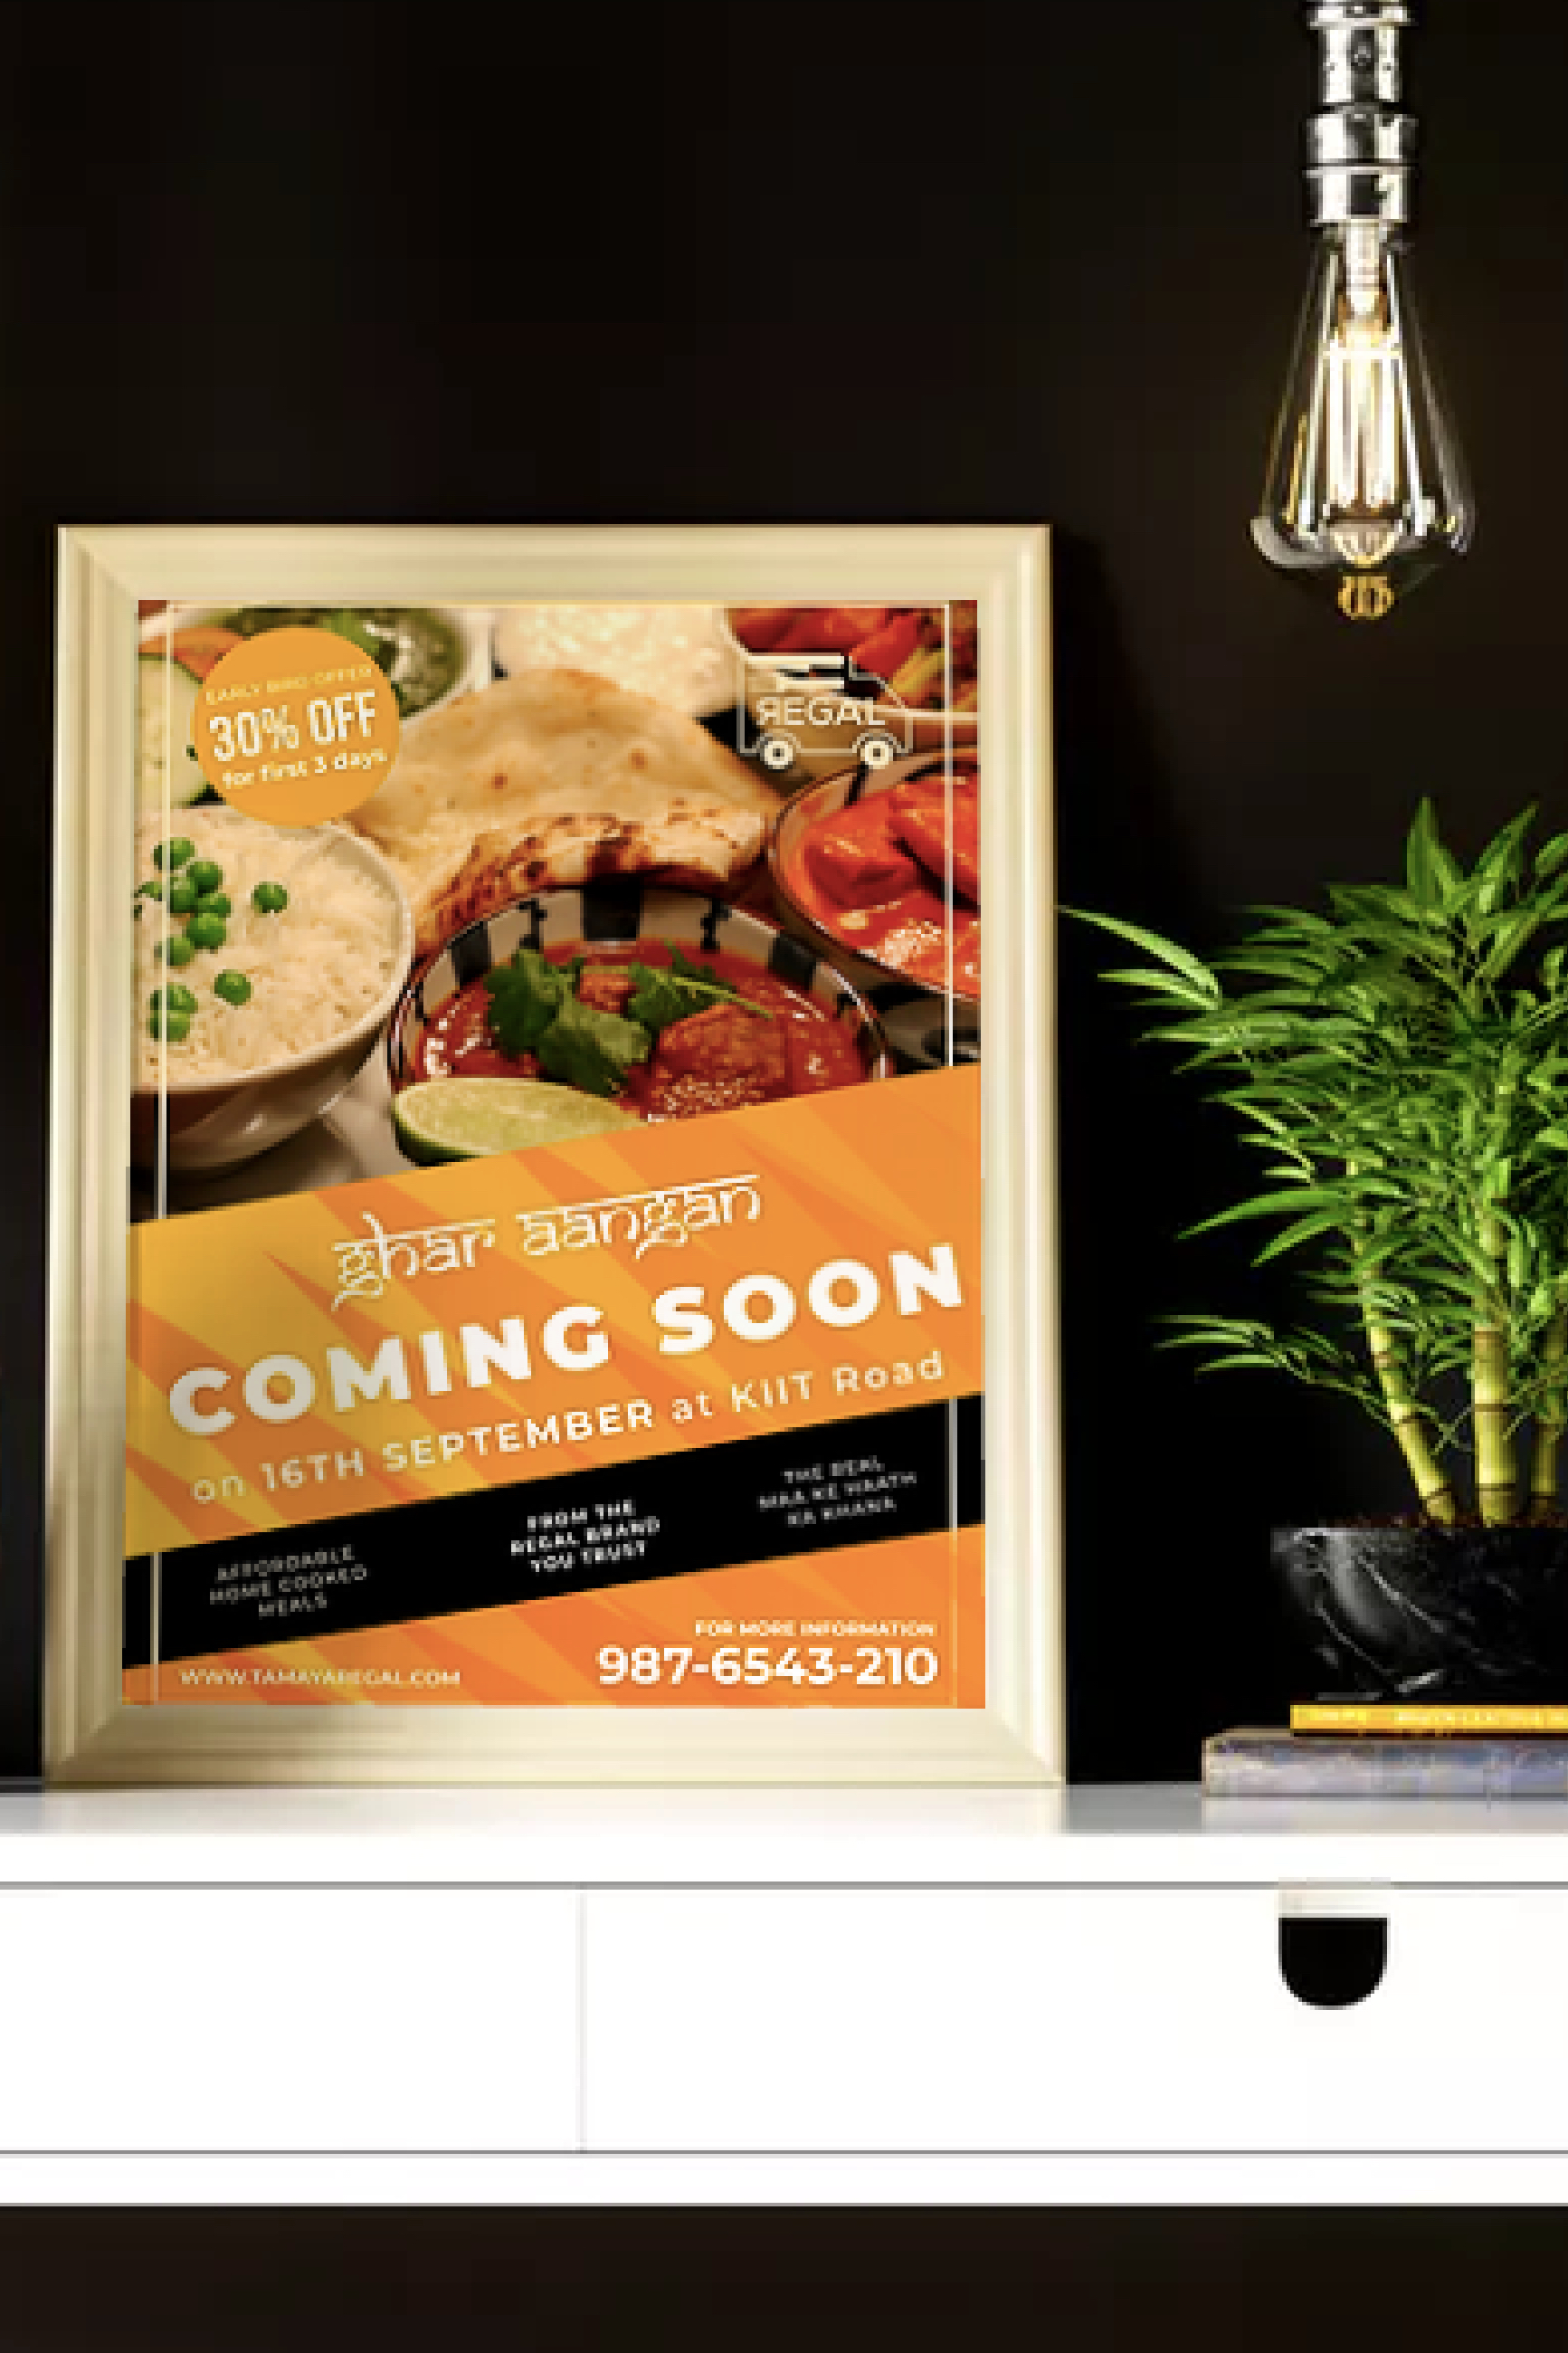 EARLY BIRD OFFER
30% OFF
for first 3 days
REGAL
ghar aangan
COMING SOON
on 16TH SEPTEMBER at KIIT Road
AFFORDABLE
HOME COOKED
MEALS
FROM THE
REGAL BRAND
YOU TRUST
THE REAL
MAA KE HAATH
KA KHANA
WWW.TAMAYAREGAL.COM
FOR MORE INFORMATION
987-6543-210